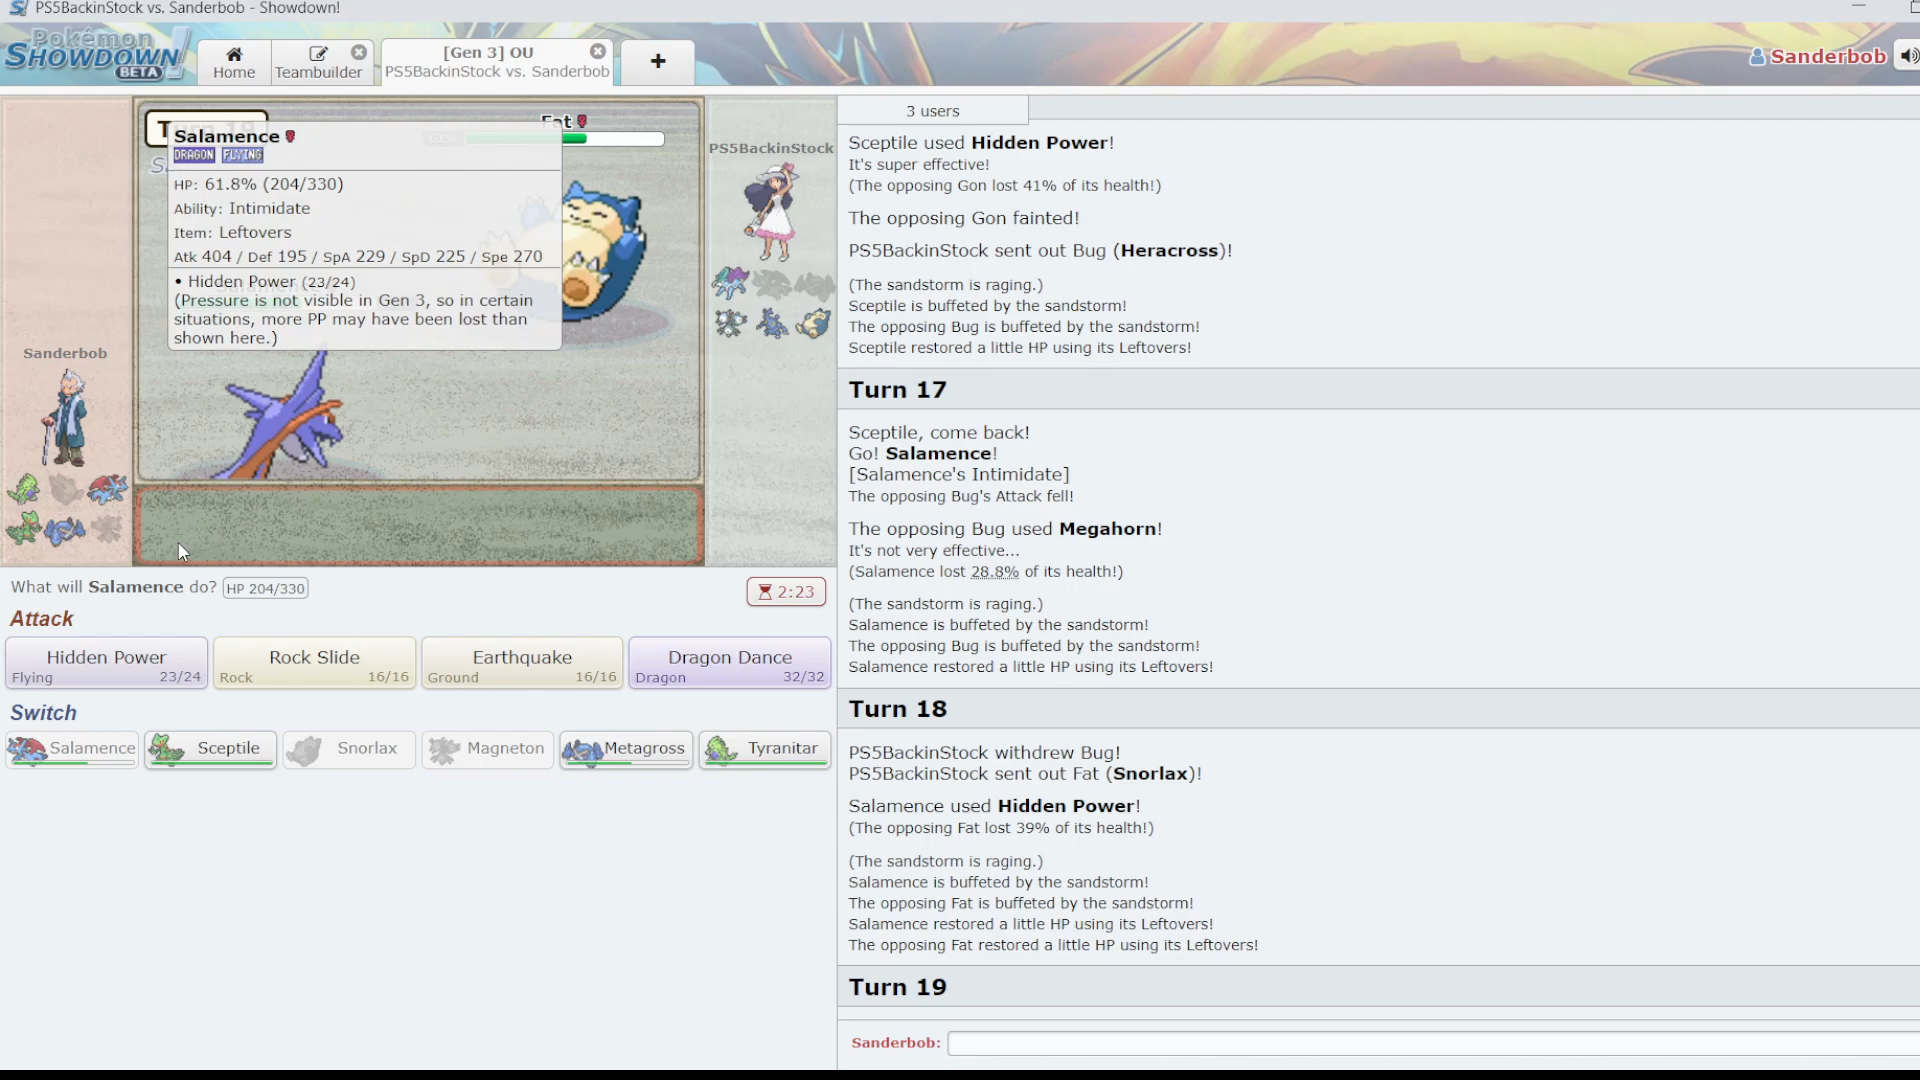 PS5BackinStock vs. Sanderbob - Showdown!
Pokémon
SHOWDOWN!
BETA
Home
Teambuilder
[Gen 3] OU
PS5BackinStock vs. Sanderbob
+
Sanderbob
Fat
Salamence
DRAGON FLYING
HP: 61.8% (204/330)
Ability: Intimidate
Item: Leftovers
Atk 404 / Def 195 / SpA 229 / SpD 225 / Spe 270
• Hidden Power (23/24)
(Pressure is not visible in Gen 3, so in certain
situations, more PP may have been lost than
shown here.)
PS5BackinStock
Sanderbob
What will Salamence do? HP 204/330
2:23
Attack
Hidden Power
Flying 23/24
Rock Slide
Rock 16/16
Earthquake
Ground 16/16
Dragon Dance
Dragon 32/32
Switch
Salamence
Sceptile
Snorlax
Magneton
Metagross
Tyranitar
3 users
Sceptile used Hidden Power!
It's super effective!
(The opposing Gon lost 41% of its health!)
The opposing Gon fainted!
PS5BackinStock sent out Bug (Heracross)!
(The sandstorm is raging.)
Sceptile is buffeted by the sandstorm!
The opposing Bug is buffeted by the sandstorm!
Sceptile restored a little HP using its Leftovers!
Turn 17
Sceptile, come back!
Go! Salamence!
[Salamence's Intimidate]
The opposing Bug's Attack fell!
The opposing Bug used Megahorn!
It's not very effective...
(Salamence lost 28.8% of its health!)
(The sandstorm is raging.)
Salamence is buffeted by the sandstorm!
The opposing Bug is buffeted by the sandstorm!
Salamence restored a little HP using its Leftovers!
Turn 18
PS5BackinStock withdrew Bug!
PS5BackinStock sent out Fat (Snorlax)!
Salamence used Hidden Power!
(The opposing Fat lost 39% of its health!)
(The sandstorm is raging.)
Salamence is buffeted by the sandstorm!
The opposing Fat is buffeted by the sandstorm!
Salamence restored a little HP using its Leftovers!
The opposing Fat restored a little HP using its Leftovers!
Turn 19
Sanderbob: